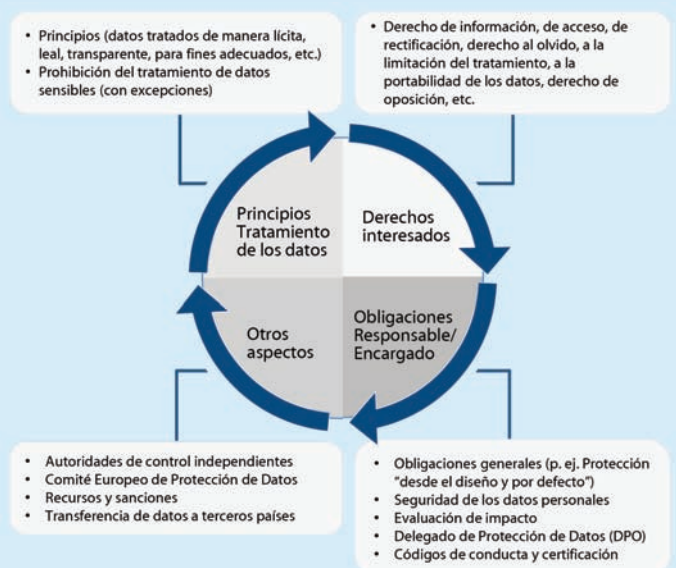 • Principios (datos tratados de manera lícita,
leal, transparente, para fines adecuados, etc.)
• Prohibición del tratamiento de datos
sensibles (con excepciones)
• Derecho de información, de acceso, de
rectificación, derecho al olvido, a la
limitación del tratamiento, a la
portabilidad de los datos, derecho de
oposición, etc.
Principios
Tratamiento
de los datos
Derechos
interesados
Otros
aspectos
Obligaciones
Responsable/
Encargado
• Autoridades de control independientes
• Comité Europeo de Protección de Datos
• Recursos y sanciones
• Transferencia de datos a terceros países
• Obligaciones generales (p. ej. Protección
"desde el diseño y por defecto")
• Seguridad de los datos personales
• Evaluación de impacto
• Delegado de Protección de Datos (DPO)
• Códigos de conducta y certificación